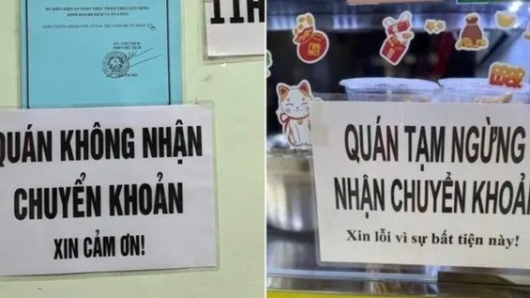 11H
QUÁN KHÔNG NHẬN
CHUYỂN KHOẢN
XIN CẢM ƠN!
QUÁN TẠM NGỪNG
NHẬN CHUYỂN KHOẢN
Xin lỗi vì sự bất tiện này!